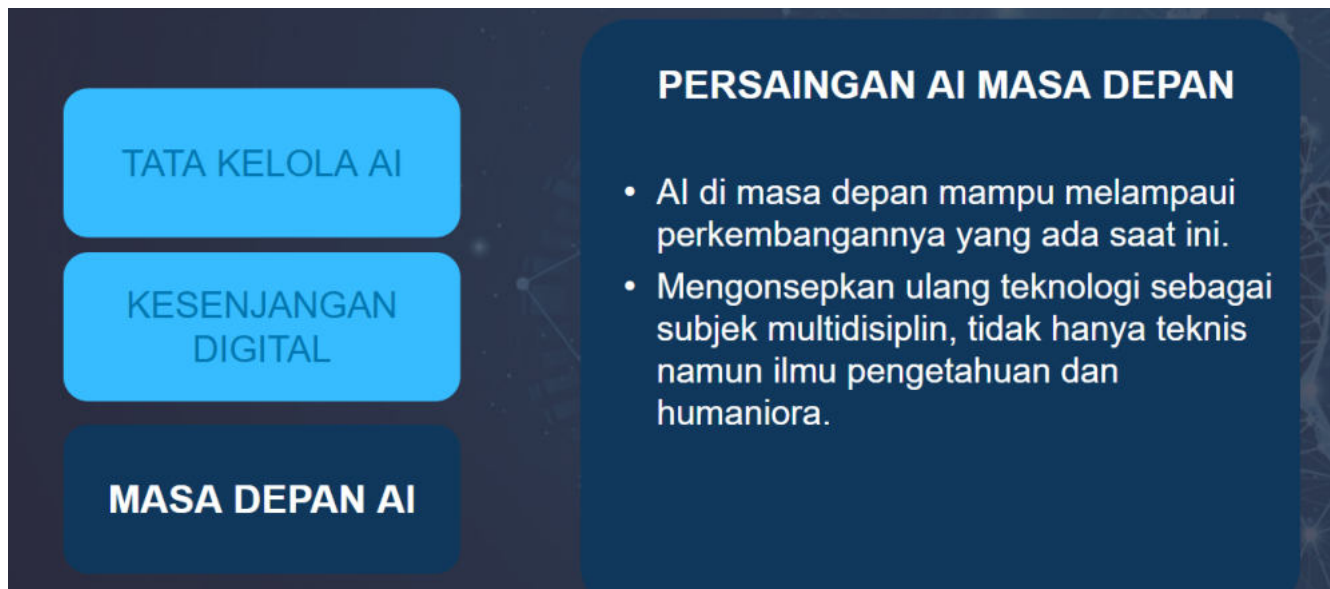 TATA KELOLA AI
KESENJANGAN
DIGITAL
MASA DEPAN AI
PERSAINGAN AI MASA DEPAN
• AI di masa depan mampu melampaui
perkembangannya yang ada saat ini.
• Mengonsepkan ulang teknologi sebagai
subjek multidisiplin, tidak hanya teknis
namun ilmu pengetahuan dan
humaniora.